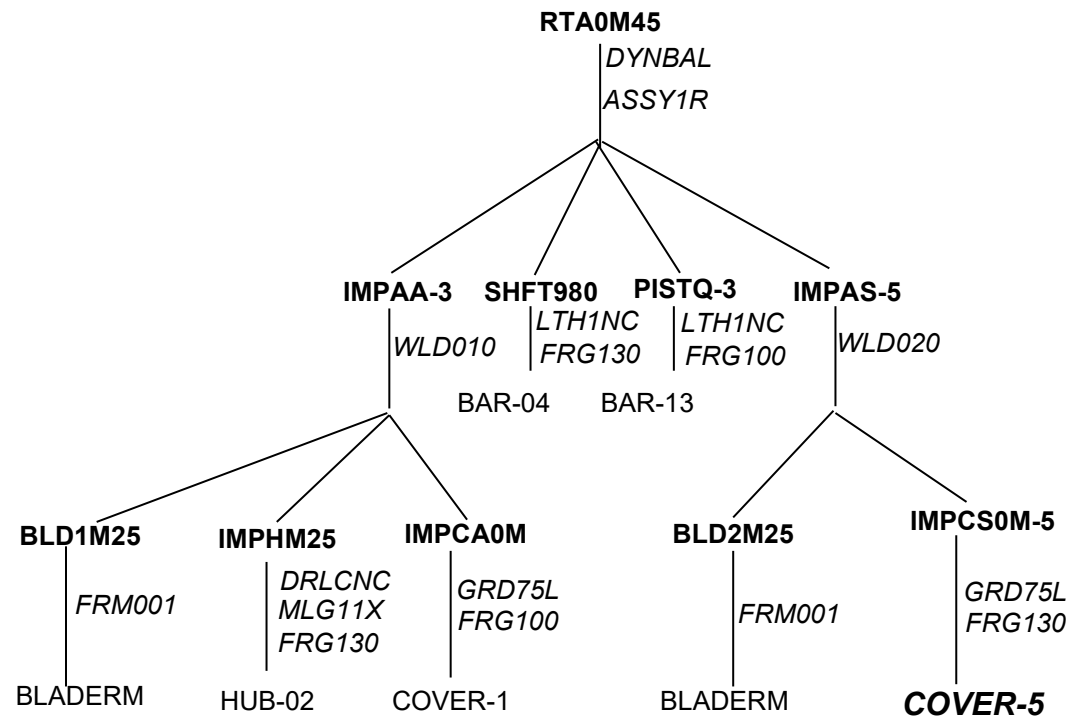 RTA0M45
DYNBAL
ASSY1R
IMPAA-3
SHFT980
PISTQ-3
IMPAS-5
WLD010
LTH1NC
FRG130
LTH1NC
FRG100
WLD020
BAR-04
BAR-13
BLD1M25
IMPHM25
IMPCA0M
BLD2M25
IMPCS0M-5
FRM001
DRLCNC
MLG11X
FRG130
GRD75L
FRG100
FRM001
GRD75L
FRG130
BLADERM
HUB-02
COVER-1
BLADERM
COVER-5